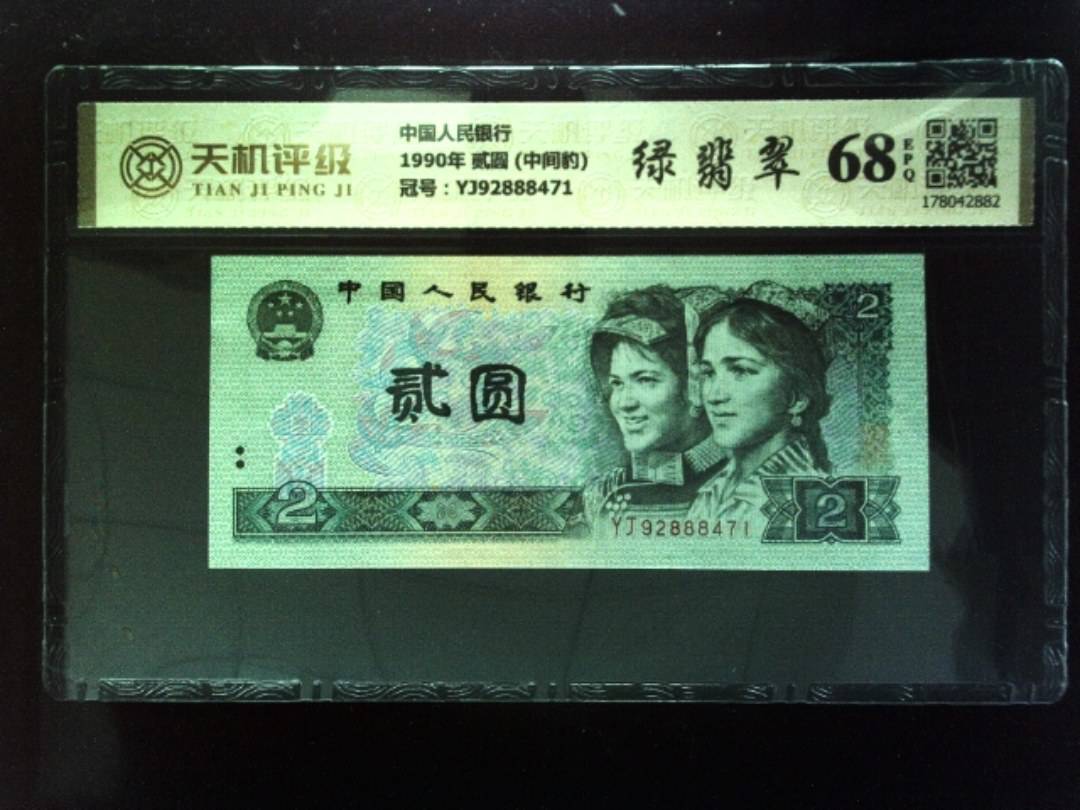 天机评级
TIAN JI PING JI
中国人民银行
1990年 贰圆 (中间豹)
冠号：YJ92888471
绿翡翠
68
EPQ
178042882
中国人民银行
2
贰圆
2
YJ92888471
2